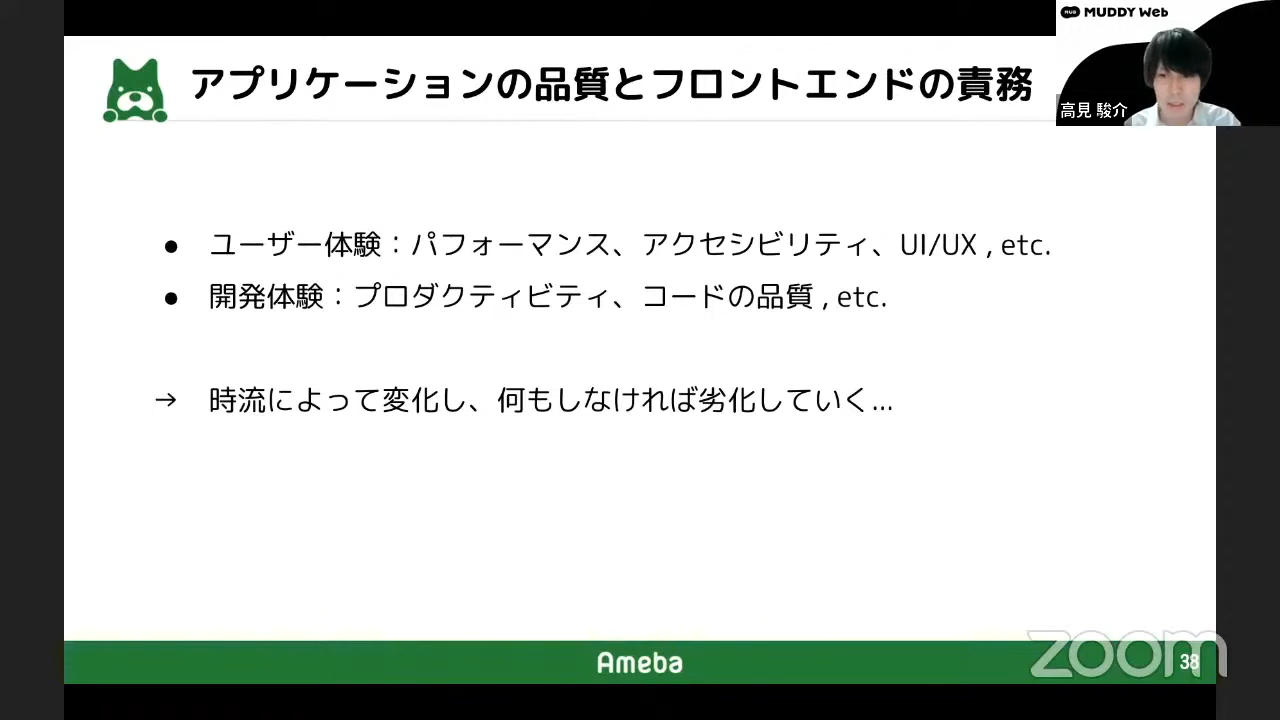 MUDDY Web
高見 駿介
アプリケーションの品質とフロントエンドの責務
● ユーザー体験：パフォーマンス、アクセシビリティ、UI/UX , etc.
● 開発体験：プロダクティビティ、コードの品質 , etc.
→ 時流によって変化し、何もしなければ劣化していく...
Ameba
38
zoom